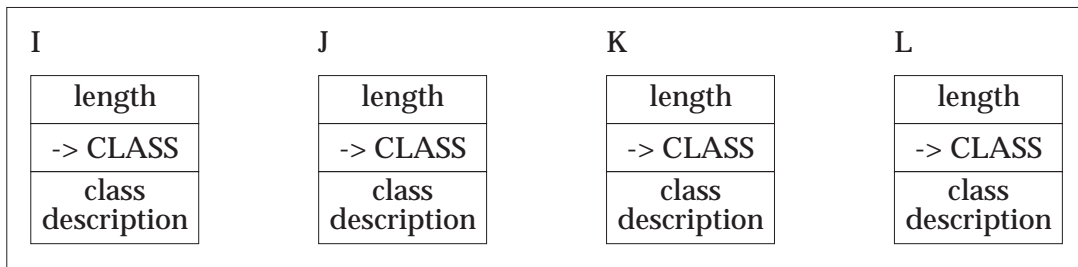 I J K L
length length length length
-> CLASS -> CLASS -> CLASS -> CLASS
class class class class
description description description description